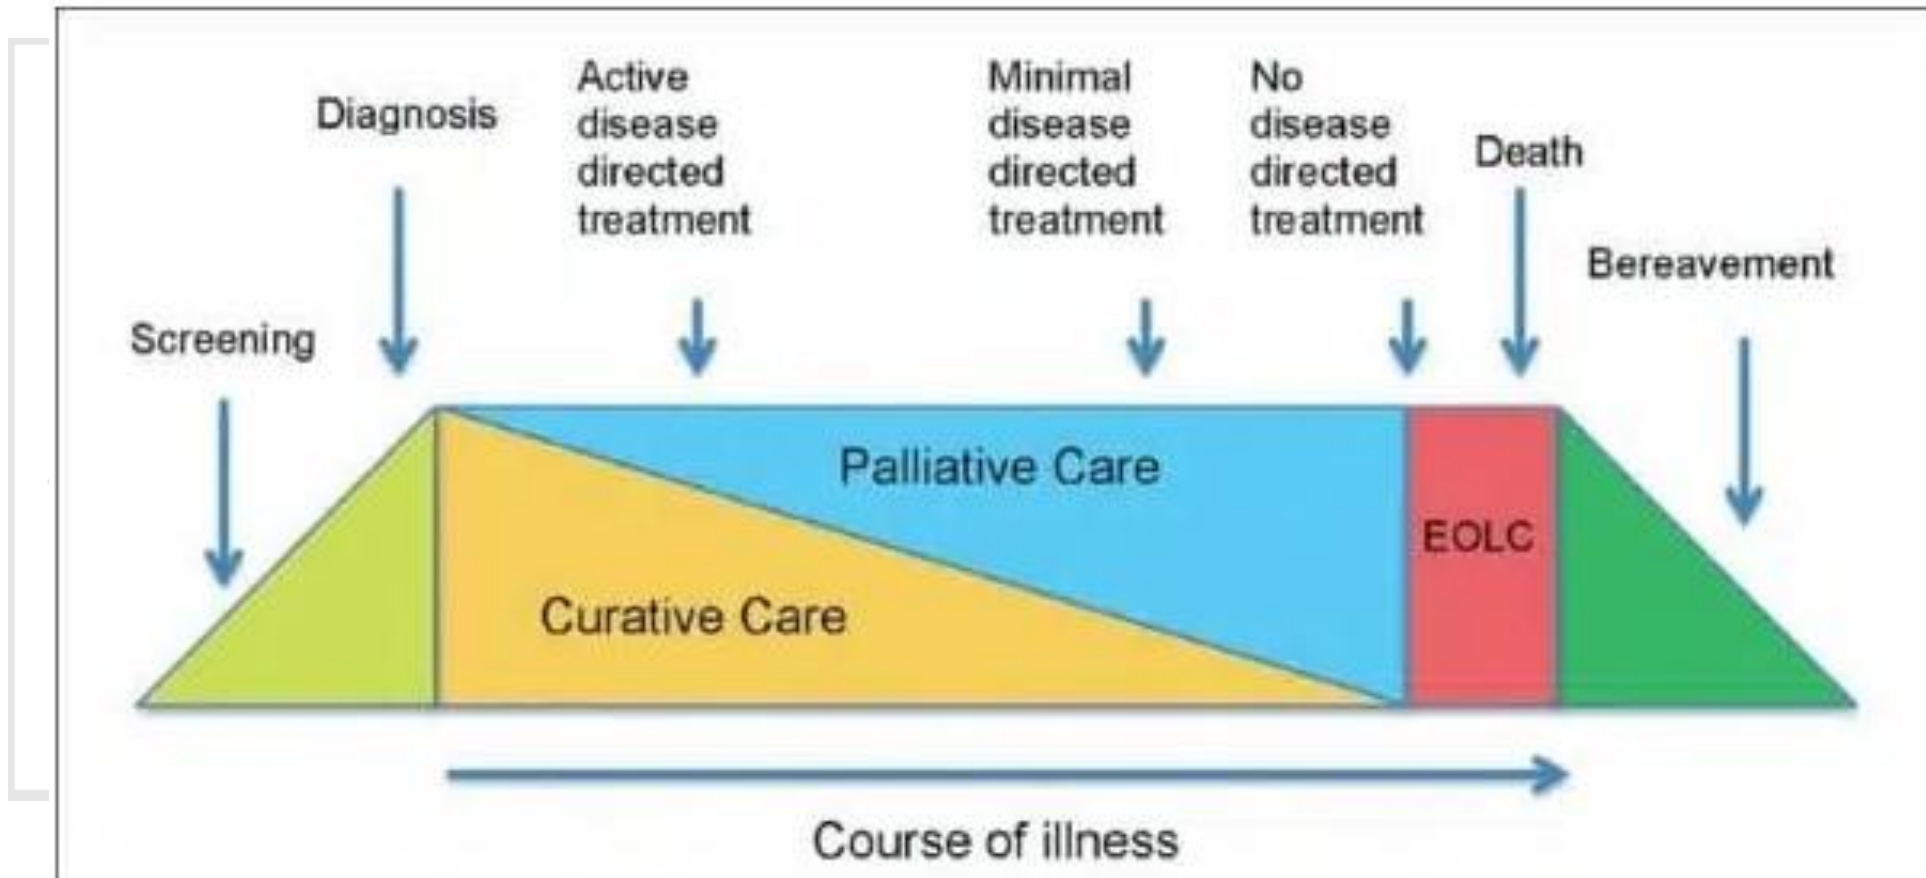 Screening
Diagnosis
Active
disease
directed
treatment
Minimal
disease
directed
treatment
No
disease
directed
treatment
Death
Bereavement
Palliative Care
Curative Care
EOLC
Course of illness